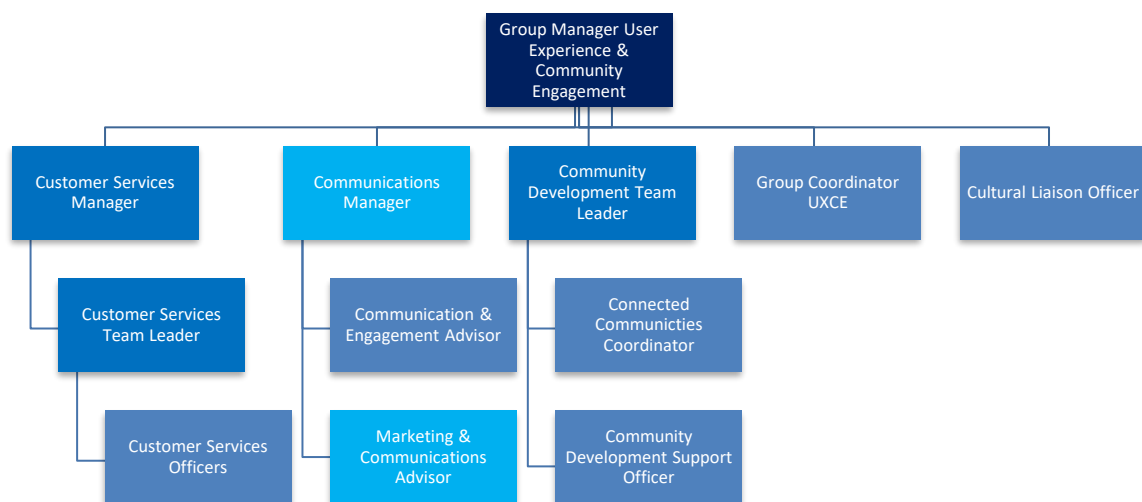 Group Manager User
Experience &
Community
Engagement
Customer Services
Manager
Communications
Manager
Community
Development Team
Leader
Group Coordinator
UXCE
Cultural Liaison Officer
Customer Services
Team Leader
Communication &
Engagement Advisor
Connected
Communicties
Coordinator
Customer Services
Officers
Marketing &
Communications
Advisor
Community
Development Support
Officer